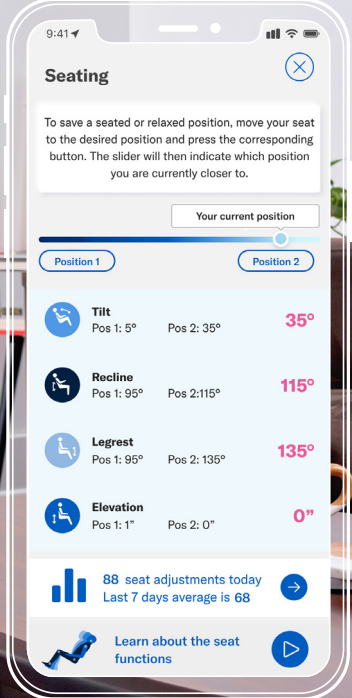 9:41
Seating
To save a seated or relaxed position, move your seat
to the desired position and press the corresponding
button. The slider will then indicate which position
you are currently closer to.
Your current position
Position 1
Position 2
Tilt
Pos 1: 5° Pos 2: 35° 35°
Recline
Pos 1: 95° Pos 2:115° 115°
Legrest
Pos 1: 95° Pos 2: 135° 135°
Elevation
Pos 1: 1” Pos 2: 0” 0”
88 seat adjustments today
Last 7 days average is 68
Learn about the seat
functions